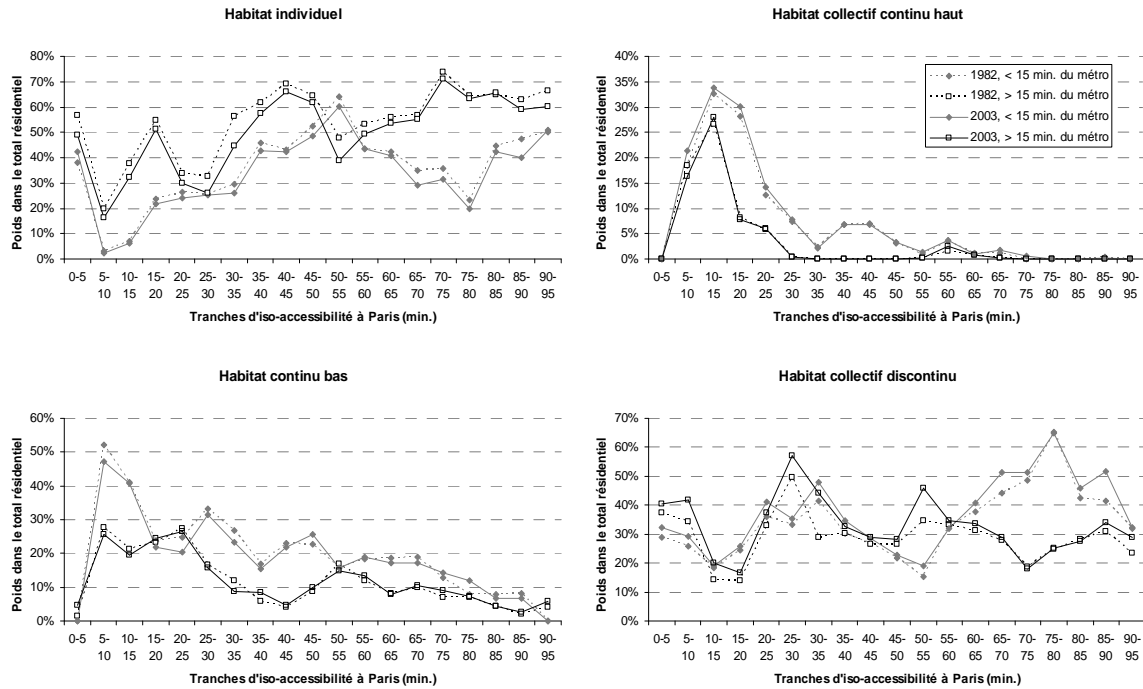 Habitat individuel
Poids dans le total résidentiel
80%
70%
60%
50%
40%
30%
20%
10%
0%
0-5 5- 10- 15- 20- 25- 30- 35- 40- 45- 50- 55- 60- 65- 70- 75- 80- 85- 90-
10 15 20 25 30 35 40 45 50 55 60 65 70 75 80 85 90 95
Tranches d'iso-accessibilité à Paris (min.)
Habitat collectif continu haut
Poids dans le total résidentiel
40%
35%
30%
25%
20%
15%
10%
5%
0%
1982, < 15 min. du métro
1982, > 15 min. du métro
2003, < 15 min. du métro
2003, > 15 min. du métro
0-5 5- 10- 15- 20- 25- 30- 35- 40- 45- 50- 55- 60- 65- 70- 75- 80- 85- 90-
10 15 20 25 30 35 40 45 50 55 60 65 70 75 80 85 90 95
Tranches d'iso-accessibilité à Paris (min.)
Habitat continu bas
Poids dans le total résidentiel
60%
50%
40%
30%
20%
10%
0%
0-5 5- 10- 15- 20- 25- 30- 35- 40- 45- 50- 55- 60- 65- 70- 75- 80- 85- 90-
10 15 20 25 30 35 40 45 50 55 60 65 70 75 80 85 90 95
Tranches d'iso-accessibilité à Paris (min.)
Habitat collectif discontinu
Poids dans le total résidentiel
70%
60%
50%
40%
30%
20%
10%
0%
0-5 5- 10- 15- 20- 25- 30- 35- 40- 45- 50- 55- 60- 65- 70- 75- 80- 85- 90-
10 15 20 25 30 35 40 45 50 55 60 65 70 75 80 85 90 95
Tranches d'iso-accessibilité à Paris (min.)